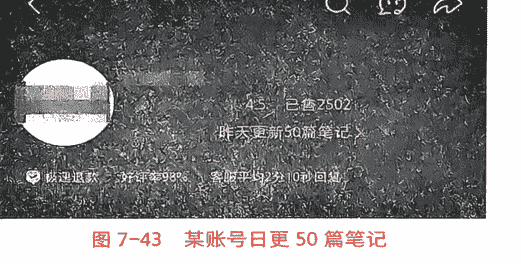 4.5 已售2502
昨天更新50篇笔记 >
极速退款 好评率98% 客服平均2分10秒回复
图 7-43 某账号日更 50 篇笔记